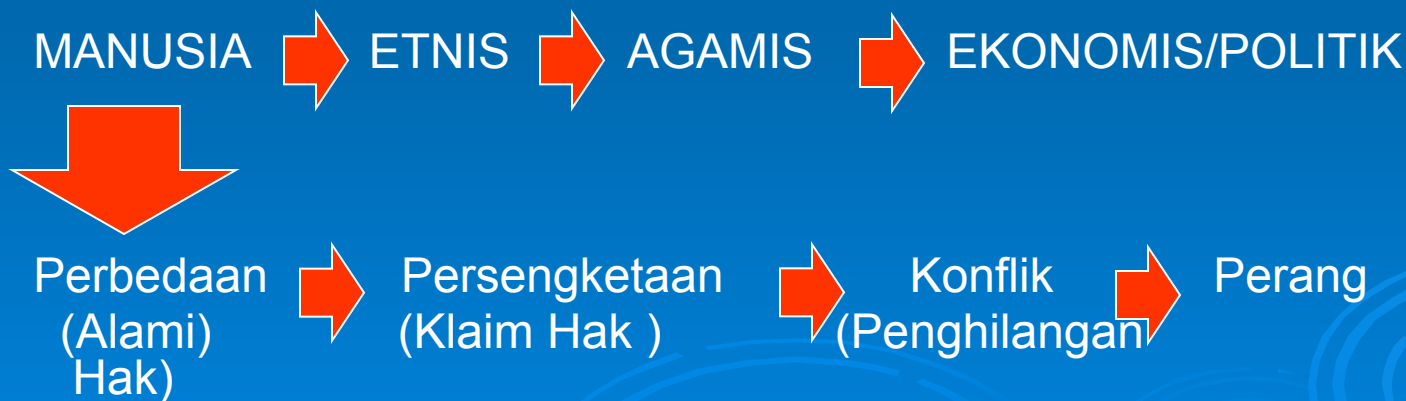 MANUSIA ETNIS AGAMIS EKONOMIS/POLITIK
Perbedaan Persengketaan Konflik Perang
(Alami) (Klaim Hak ) (Penghilangan
Hak)